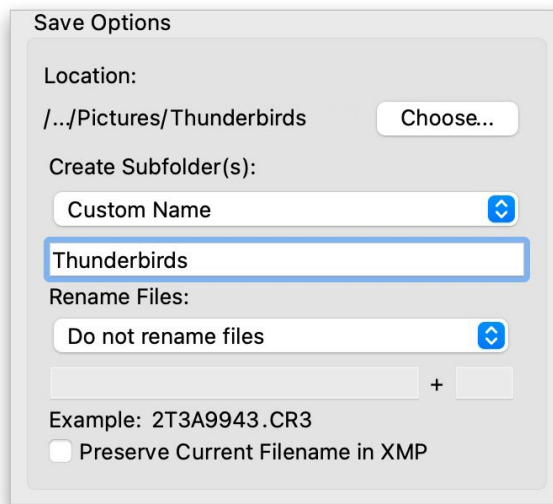 Save Options
Location:
/.../Pictures/Thunderbirds Choose...
Create Subfolder(s):
Custom Name
Thunderbirds
Rename Files:
Do not rename files
+
Example: 2T3A9943.CR3
Preserve Current Filename in XMP